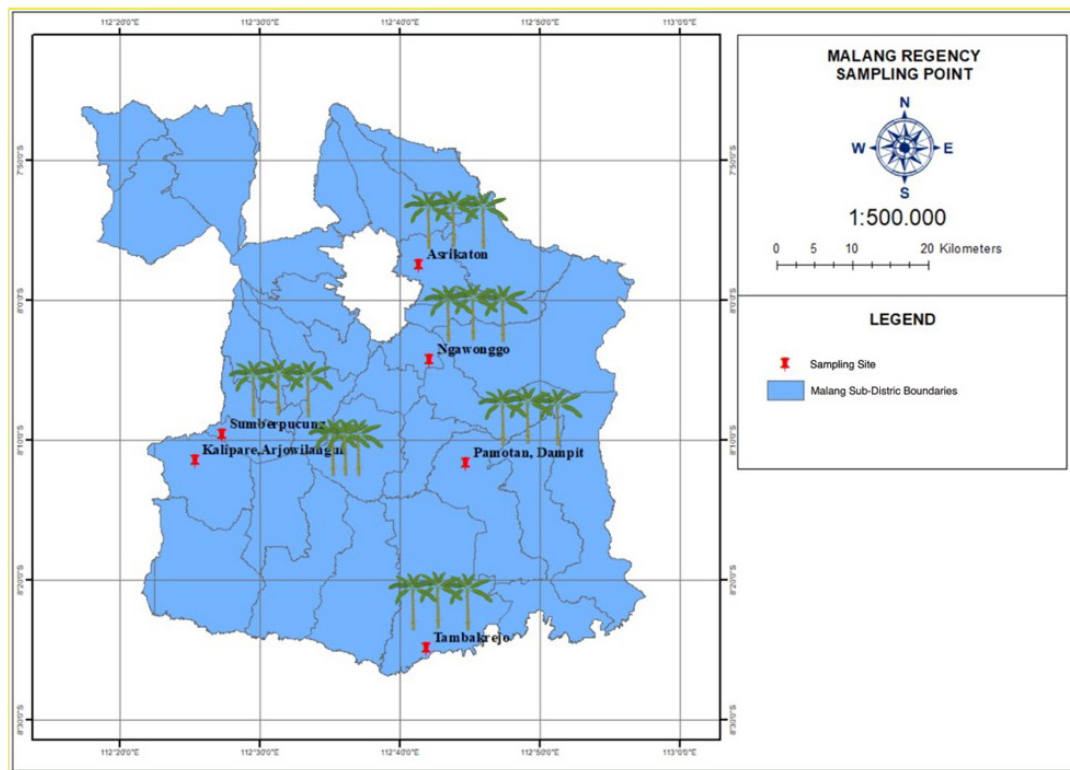 112°20'0"E 112°30'0"E 112°40'0"E 112°50'0"E 113°0'0"E
MALANG REGENCY
SAMPLING POINT
N
W E
S
1:500.000
0 5 10 20 Kilometers
LEGEND
Sampling Site
Malang Sub-Distric Boundaries
7°50'0"S 7°50'0"S
Asrikaton
8°0'0"S 8°0'0"S
Ngawonggo
Sumberpucung
8°10'0"S 8°10'0"S
Pamotan, Dampit
8°20'0"S 8°20'0"S
Tambakrejo
8°30'0"S 8°30'0"S
112°20'0"E 112°30'0"E 112°40'0"E 112°50'0"E 113°0'0"E